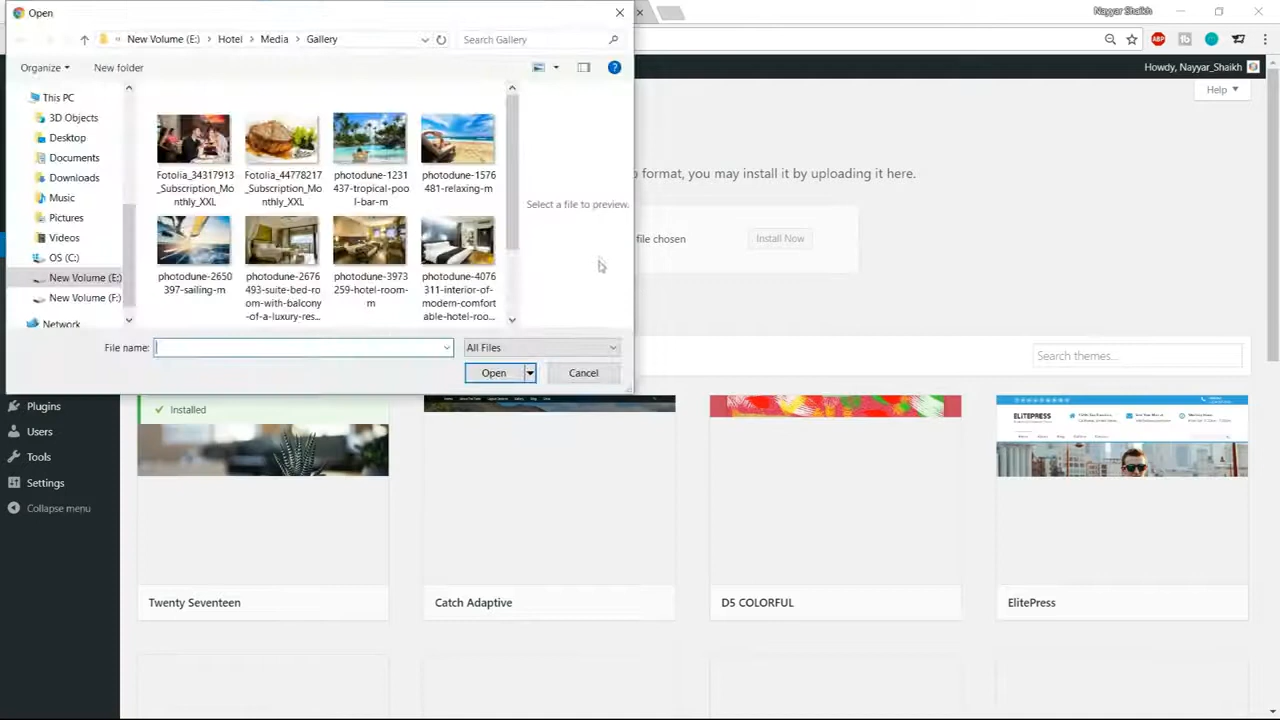 Open
Nayyar Shaikh
« New Volume (E:) > Hotel > Media > Gallery
Search Gallery
ABP
Organize
New folder
Howdy, Nayyar_Shaikh
Help
This PC
3D Objects
Desktop
Documents
Downloads
Music
Pictures
Videos
OS (C:)
New Volume (E:)
New Volume (F:)
Network
Fotolia_34317913
_Subscription_Mo
nthly_XXL
Fotolia_44778217
_Subscription_Mo
nthly_XXL
photodune-1231
437-tropical-poo
l-bar-m
photodune-1576
481-relaxing-m
photodune-2650
397-sailing-m
photodune-2676
493-suite-bed-ro
om-with-balcony
-of-a-luxury-res...
photodune-3973
259-hotel-room-
m
photodune-4076
311-interior-of-
modern-comfort
able-hotel-roo...
Select a file to preview.
File name:
All Files
Open
Cancel
p format, you may install it by uploading it here.
file chosen
Install Now
Search themes...
Plugins
Users
Tools
Settings
Collapse menu
Installed
ELITEPRESS
Twenty Seventeen
Catch Adaptive
D5 COLORFUL
ElitePress